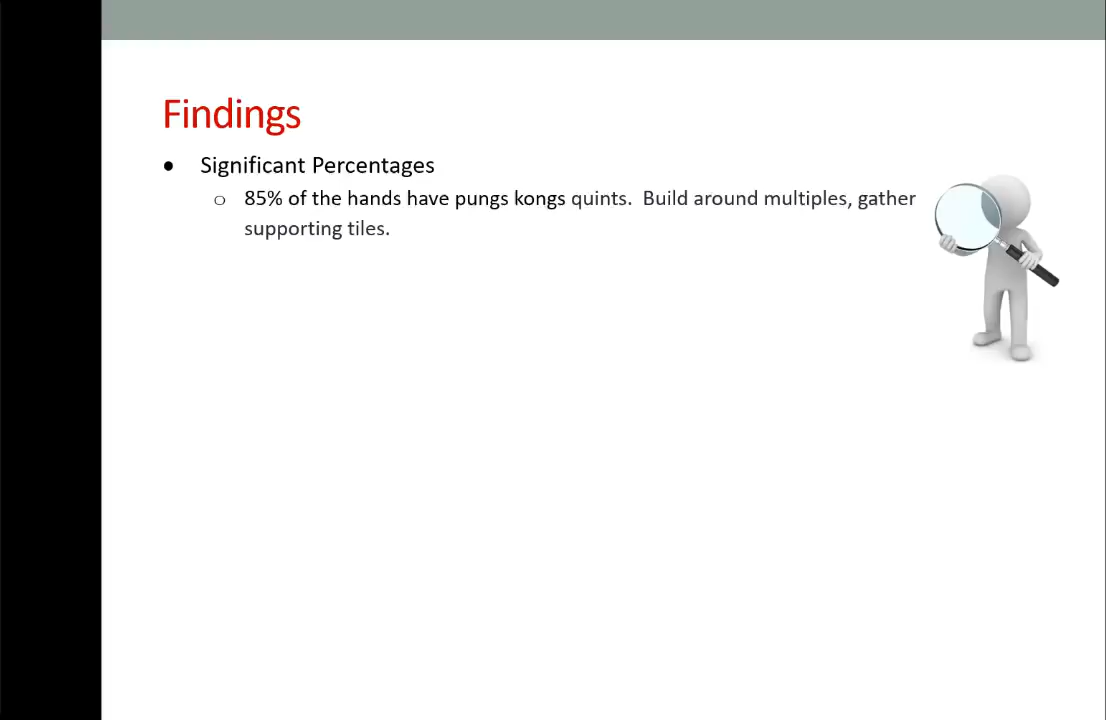 Findings
● Significant Percentages
○ 85% of the hands have pungs kongs quints.  Build around multiples, gather
supporting tiles.